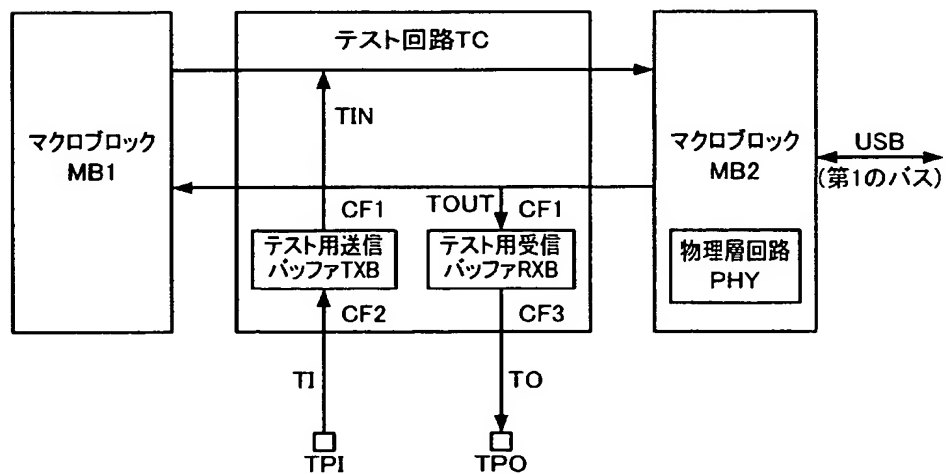 テスト回路TC
TIN
マクロブロック
MB1
マクロブロック
MB2
USB
(第1のバス)
CF1
TOUT
CF1
テスト用送信
バッファTXB
テスト用受信
バッファRXB
物理層回路
PHY
CF2
CF3
TI
TO
TPI
TPO